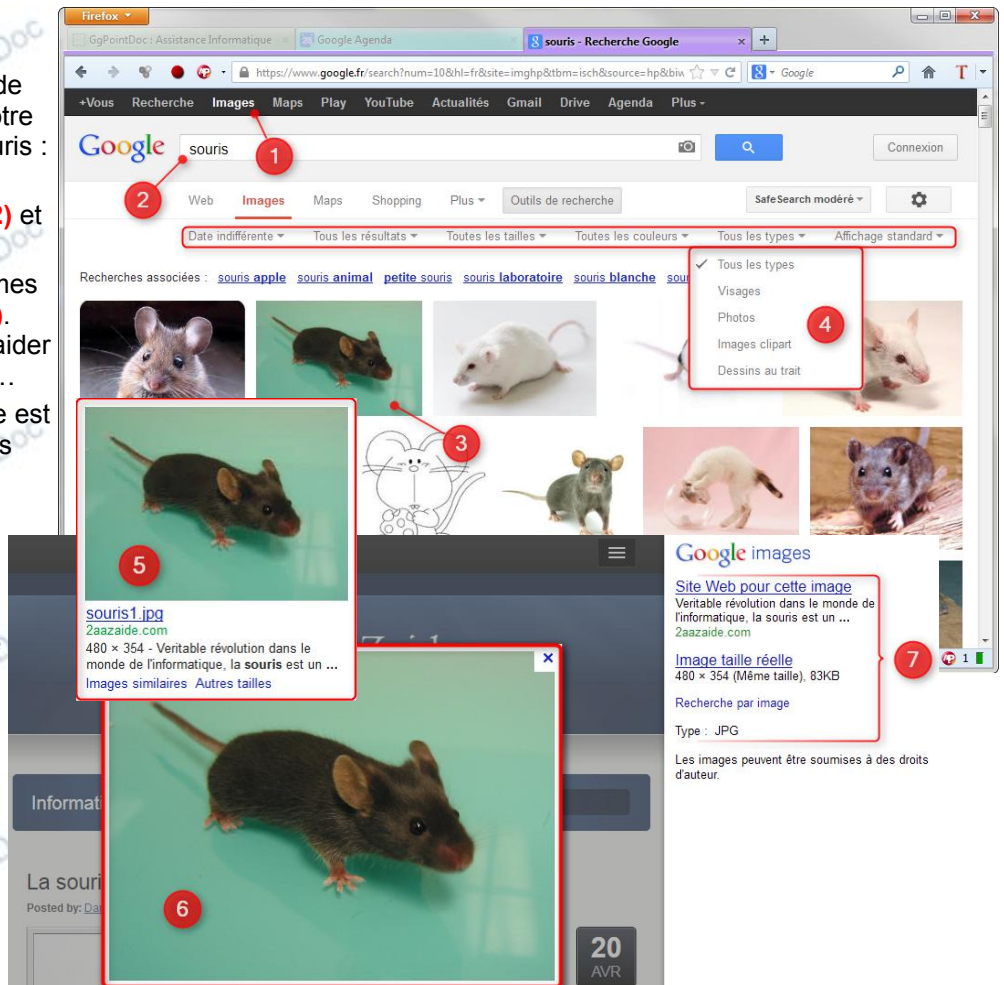 Firefox
GgPointDoc : Assistance Informatique
Google Agenda
souris - Recherche Google
https://www.google.fr/search?num=10&hl=fr&site=imghp&tbm=isch&source=hp&biw
Google
+Vous Recherche Images Maps Play YouTube Actualités Gmail Drive Agenda Plus
Google souris Connexion
1
2
Web Images Maps Shopping Plus Outils de recherche SafeSearch modéré
Date indifférente Tous les résultats Toutes les tailles Toutes les couleurs Tous les types Affichage standard
Recherches associées : souris apple souris animal petite souris souris laboratoire souris blanche
Tous les types
Visages
Photos
Images clipart
Dessins au trait
4
3
de
uris :
2) et
aider
…
e est
5
souris1.jpg
2aazaide.com
480 × 354 - Veritable révolution dans le
monde de l'informatique, la souris est un ...
Images similaires Autres tailles
Google images
Site Web pour cette image
Veritable révolution dans le monde de
l'informatique, la souris est un ...
2aazaide.com
Image taille réelle
480 × 354 (Même taille), 83KB
Recherche par image
Type : JPG
7
1
Les images peuvent être soumises à des droits
d'auteur.
Informati
La souri
Posted by: Da
6
20
AVR